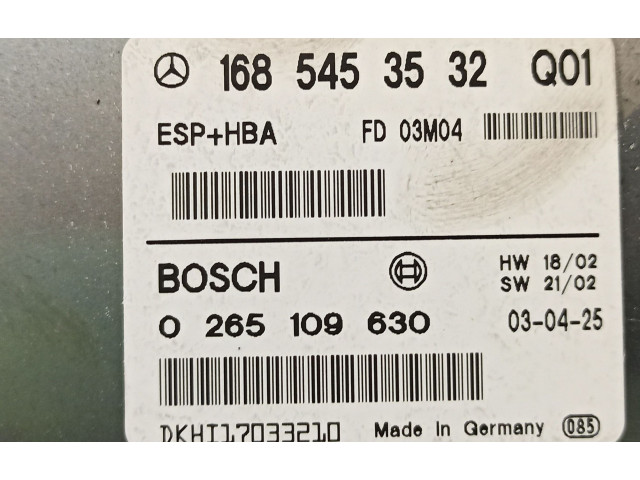 168 545 35 32 Q01
ESP+HBA FD 03M04
BOSCH HW 18/02
SW 21/02
0 265 109 630 03-04-25
DKHI17033210 Made In Germany 085